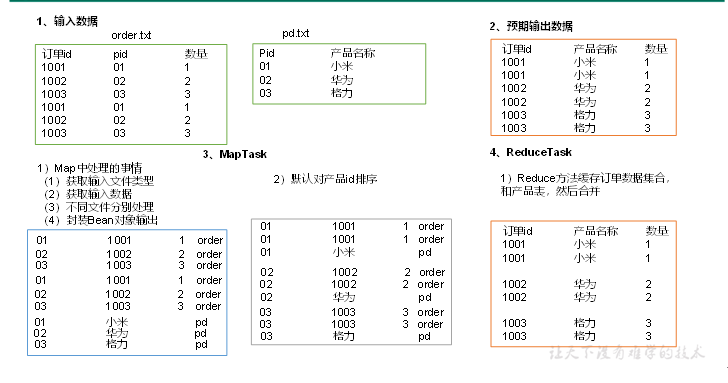 1、输入数据
order.txt
订单id pid 数量
1001 01 1
1002 02 2
1003 03 3
1001 01 1
1002 02 2
1003 03 3
pd.txt
Pid 产品名称
01 小米
02 华为
03 格力
2、预期输出数据
订单id 产品名称 数量
1001 小米 1
1001 小米 1
1002 华为 2
1002 华为 2
1003 格力 3
1003 格力 3
3、MapTask
1）Map中处理的事情
（1）获取输入文件类型
（2）获取输入数据
（3）不同文件分别处理
（4）封装Bean对象输出
01 1001 1 order
02 1002 2 order
03 1003 3 order
01 1001 1 order
02 1002 2 order
03 1003 3 order
01 小米 pd
02 华为 pd
03 格力 pd
2）默认对产品id排序
01 1001 1 order
01 1001 1 order
01 小米 pd
02 1002 2 order
02 1002 2 order
02 华为 pd
03 1003 3 order
03 1003 3 order
03 格力 pd
4、ReduceTask
1）Reduce方法缓存订单数据集合，
和产品表，然后合并
订单id 产品名称 数量
1001 小米 1
1001 小米 1
1002 华为 2
1002 华为 2
1003 格力 3
1003 格力 3
让天下没有难学的技术